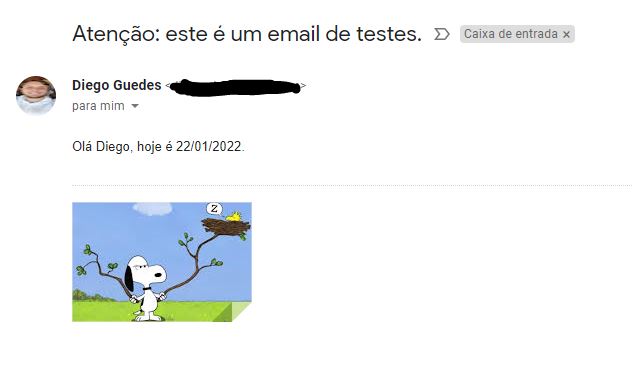 Atenção: este é um email de testes. Caixa de entrada ×
Diego Guedes < >
para mim
Olá Diego, hoje é 22/01/2022.
Z